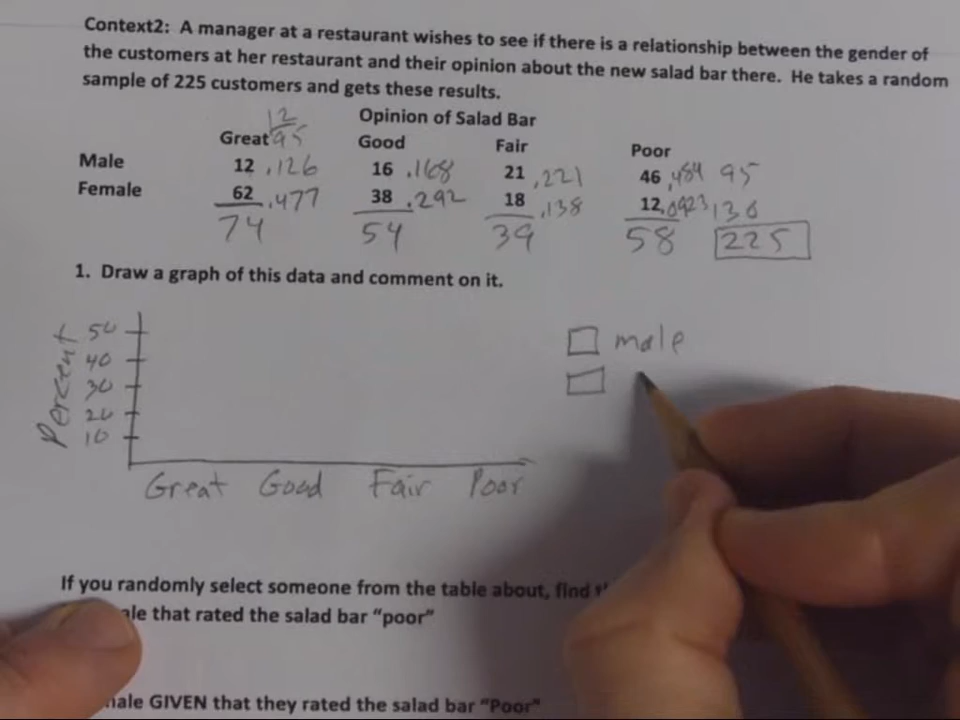 Context2: A manager at a restaurant wishes to see if there is a relationship between the gender of
the customers at her restaurant and their opinion about the new salad bar there. He takes a random
sample of 225 customers and gets these results.
Opinion of Salad Bar
12
Great 95 Good Fair Poor
Male 12 .126 16 .168 21 .221 46 .484 95
Female 62 .477 38 .292 18 .138 12 .0923 130
74 54 39 58 225
1. Draw a graph of this data and comment on it.
Percent
50
40
30
20
10
Great Good Fair Poor
male
If you randomly select someone from the table about, find
that rated the salad bar "poor"
GIVEN that they rated the salad bar "Poor"